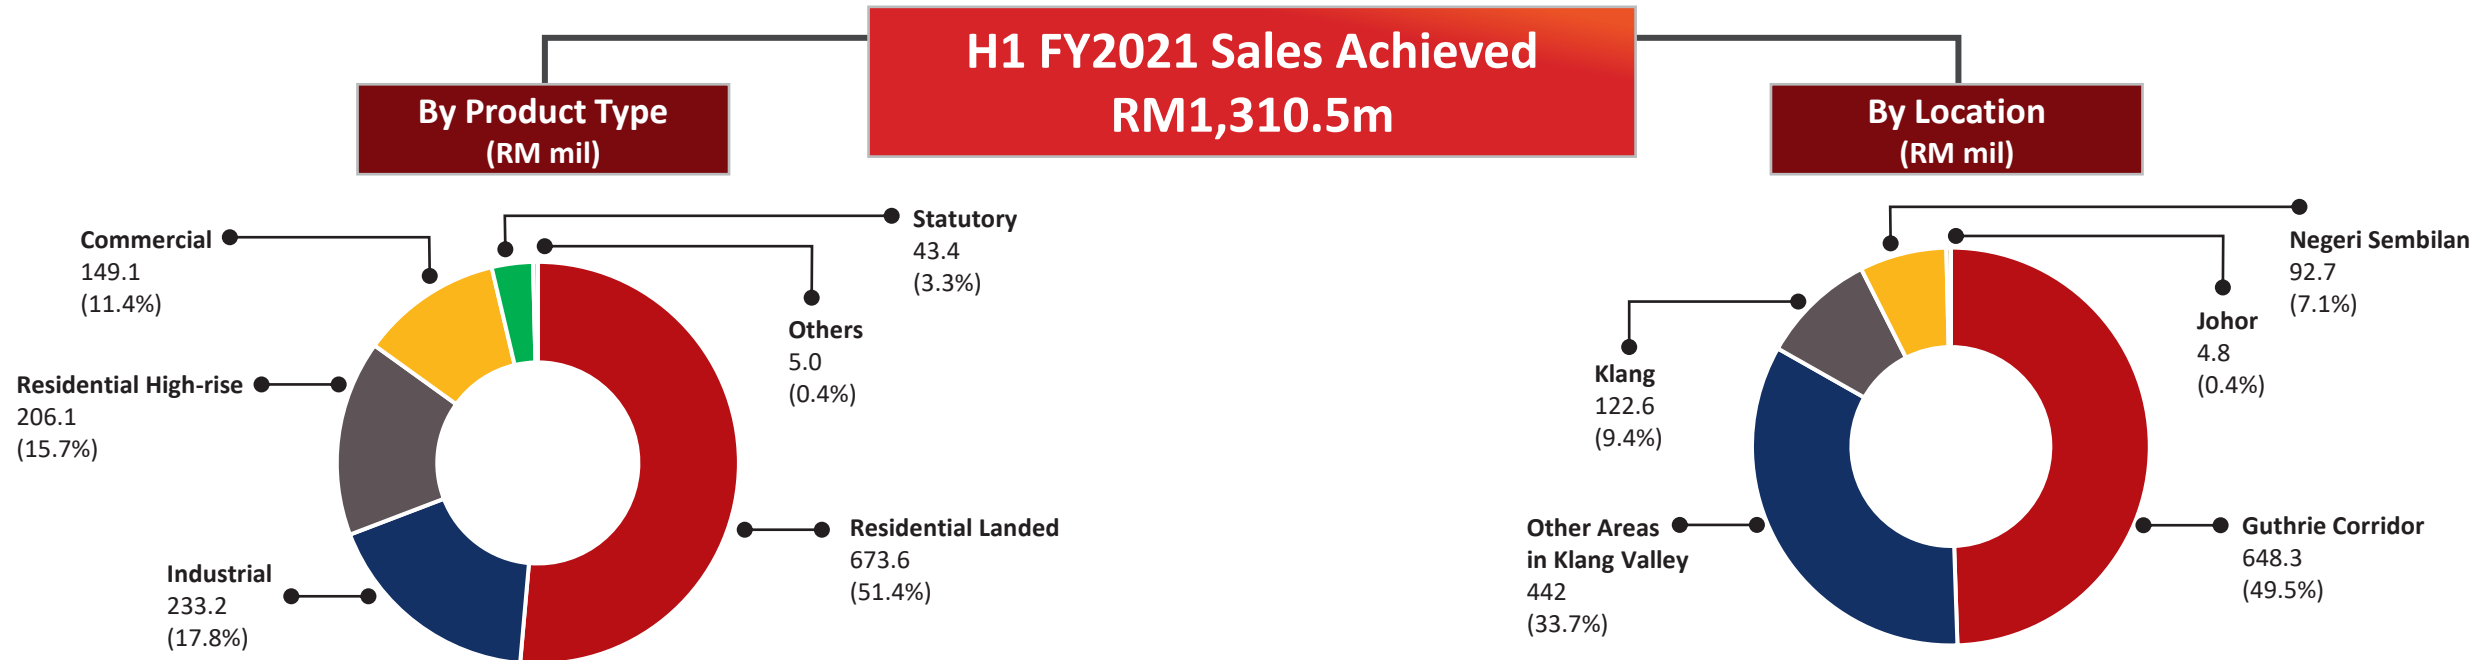 H1 FY2021 Sales Achieved
RM1,310.5m
By Product Type
(RM mil)
Commercial
149.1
(11.4%)
Statutory
43.4
(3.3%)
Others
5.0
(0.4%)
Residential High-rise
206.1
(15.7%)
Residential Landed
673.6
(51.4%)
Industrial
233.2
(17.8%)
By Location
(RM mil)
Negeri Sembilan
92.7
(7.1%)
Johor
4.8
(0.4%)
Klang
122.6
(9.4%)
Other Areas
in Klang Valley
442
(33.7%)
Guthrie Corridor
648.3
(49.5%)